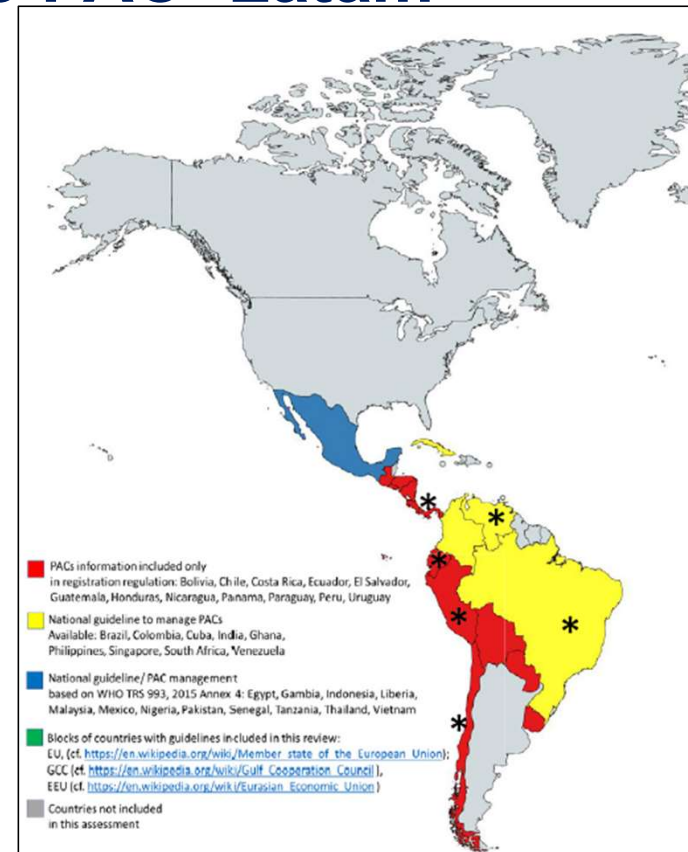 PACs information included only
in registration regulation: Bolivia, Chile, Costa Rica, Ecuador, El Salvador,
Guatemala, Honduras, Nicaragua, Panama, Paraguay, Peru, Uruguay
National guideline to manage PACs
Available: Brazil, Colombia, Cuba, India, Ghana,
Philippines, Singapore, South Africa, Venezuela
National guideline/ PAC management
based on WHO TRS 993, 2015 Annex 4: Egypt, Gambia, Indonesia, Liberia,
Malaysia, Mexico, Nigeria, Pakistan, Senegal, Tanzania, Thailand, Vietnam
Blocks of countries with guidelines included in this review:
EU, (cf. https://en.wikipedia.org/wiki/Member_state_of_the_European_Union);
GCC (cf. https://en.wikipedia.org/wiki/Gulf_Cooperation_Council ),
EEU (cf. https://en.wikipedia.org/wiki/Eurasian_Economic_Union )
Countries not included
in this assessment